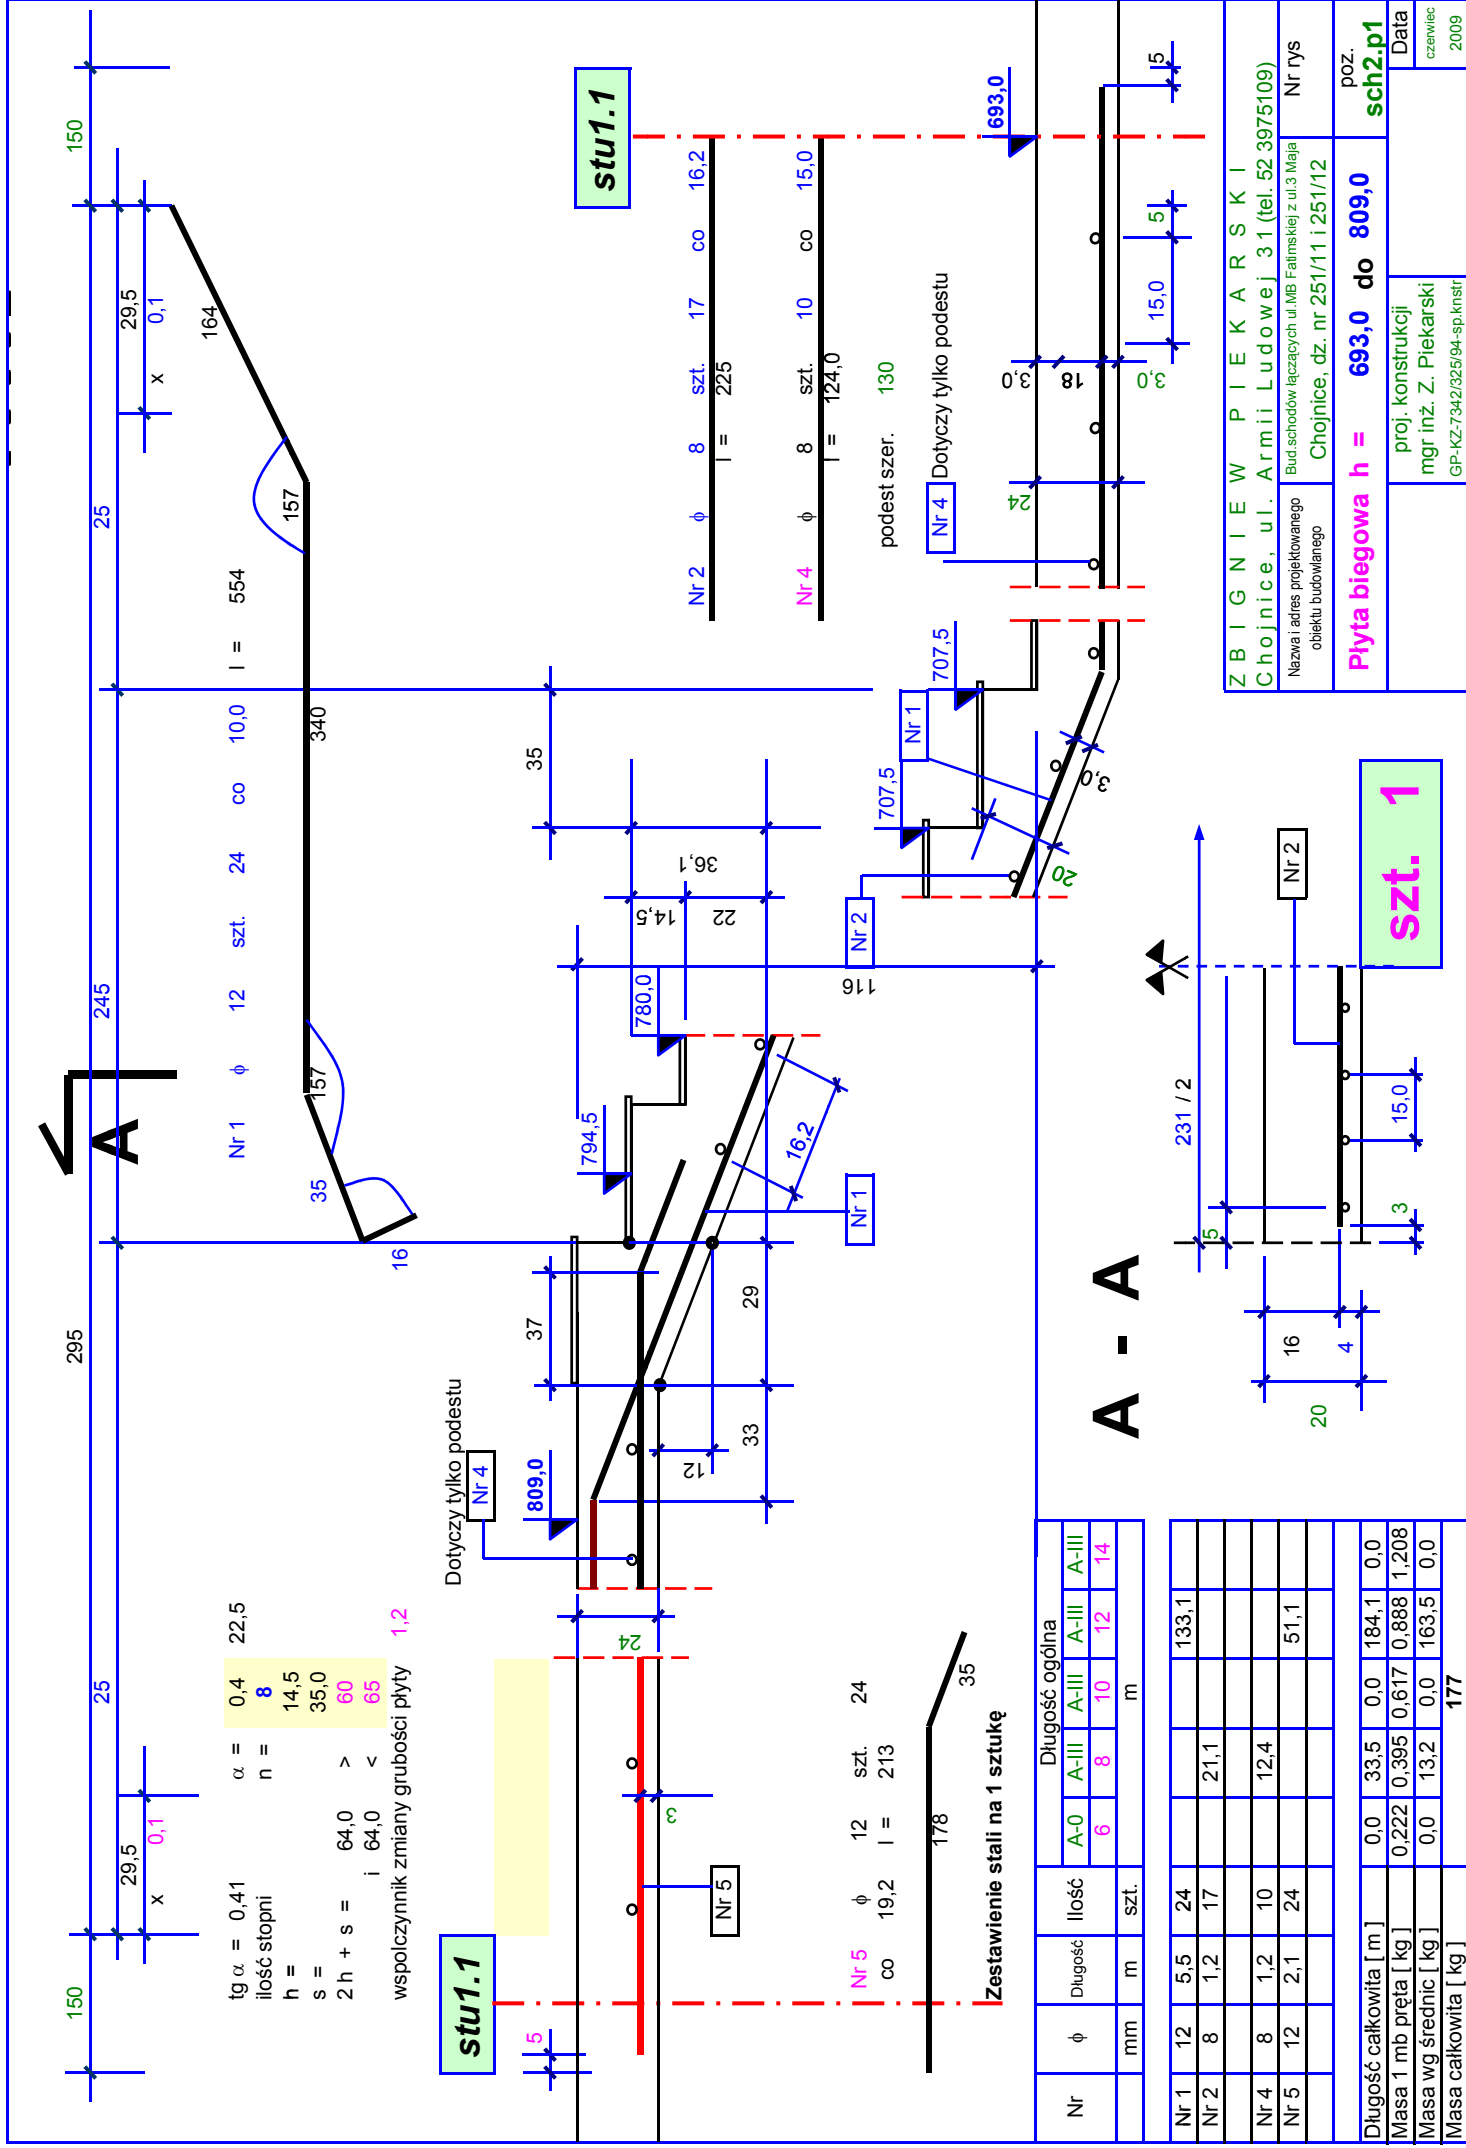 150
295
150
25
245
25
29,5
x
0,1
29,5
x
0,1
A
tg α = 0,41 α = 0,4 22,5
ilość stopni n = 8
h = 14,5
s = 35,0
2 h + s = 64,0 > 60
i 64,0 < 65
wspolczynnik zmiany grubości płyty 1,2
Nr 1 ϕ 12 szt. 24 co 10,0 l = 554
16
35
157
340
157
164
stu1.1
5
Dotyczy tylko podestu
Nr 4
809,0
37
35
794,5
780,0
14,5
22
36,1
24
3
Nr 5
12
33
29
Nr 1
16,2
116
stu1.1
Nr 2 ϕ 8 szt. 17 co 16,2
l = 225
Nr 4 ϕ 8 szt. 10 co 15,0
l = 124,0
podest szer. 130
Nr 4
Dotyczy tylko podestu
707,5
707,5
Nr 1
Nr 2
20
3,0
24
693,0
3,0
18
3,0
15,0
5
5
Nr 5 ϕ 12 szt. 24
co 19,2 l = 213
178
35
Zestawienie stali na 1 sztukę
Nr ϕ Długość Ilość Długość ogólna
A-0 A-III A-III A-III A-III
6 8 10 12 14
mm m szt. m
Nr 1 12 5,5 24 133,1
Nr 2 8 1,2 17 21,1
Nr 4 8 1,2 10 12,4
Nr 5 12 2,1 24 51,1
Długość całkowita [ m ] 0,0 33,5 0,0 184,1 0,0
Masa 1 mb pręta [ kg ] 0,222 0,395 0,617 0,888 1,208
Masa wg średnic [ kg ] 0,0 13,2 0,0 163,5 0,0
Masa całkowita [ kg ] 177
A - A
231 / 2
5
16
4
20
3
15,0
Nr 2
szt. 1
Z B I G N I E W P I E K A R S K I
Chojnice, ul. Armii Ludowej 31 (tel. 52 3975109)
Nazwa i adres projektowanego
obiektu budowlanego
Bud.schodów łączących ul.MB Fatimskiej z ul.3 Maja
Chojnice, dz. nr 251/11 i 251/12
Nr rys
Płyta biegowa h = 693,0 do 809,0
poz.
sch2.p1
proj. konstrukcji
mgr inż. Z. Piekarski
GP-KZ-7342/325/94-sp.knstr
Data
czerwiec
2009